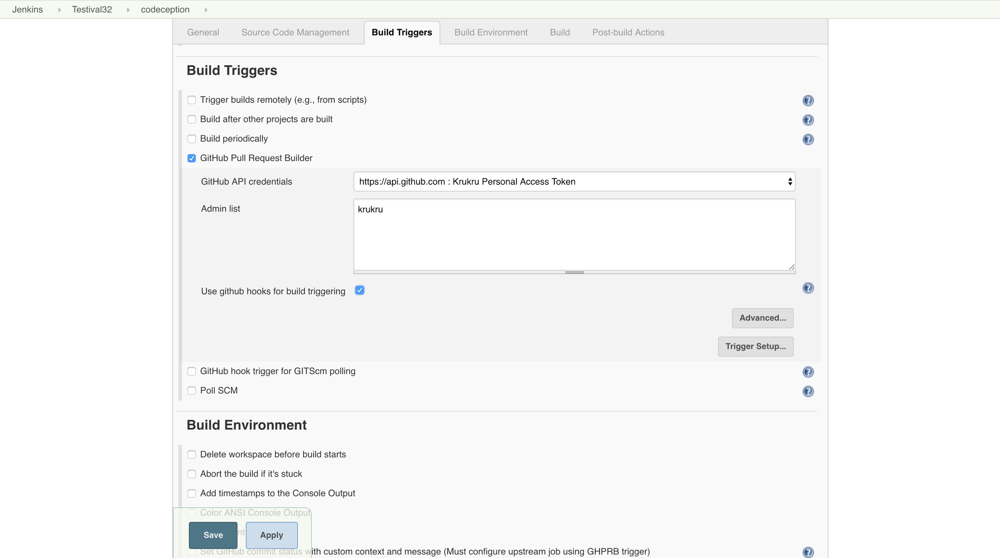 Jenkins Testival32 codeception
General Source Code Management Build Triggers Build Environment Build Post-build Actions
Build Triggers
Trigger builds remotely (e.g., from scripts)
Build after other projects are built
Build periodically
GitHub Pull Request Builder
GitHub API credentials https://api.github.com : Krukru Personal Access Token
Admin list krukru
Use github hooks for build triggering
Advanced...
Trigger Setup...
GitHub hook trigger for GITScm polling
Poll SCM
Build Environment
Delete workspace before build starts
Abort the build if it's stuck
Add timestamps to the Console Output
Color ANSI Console Output
Save Apply
Set GitHub commit status with custom context and message (Must configure upstream job using GHPRB trigger)